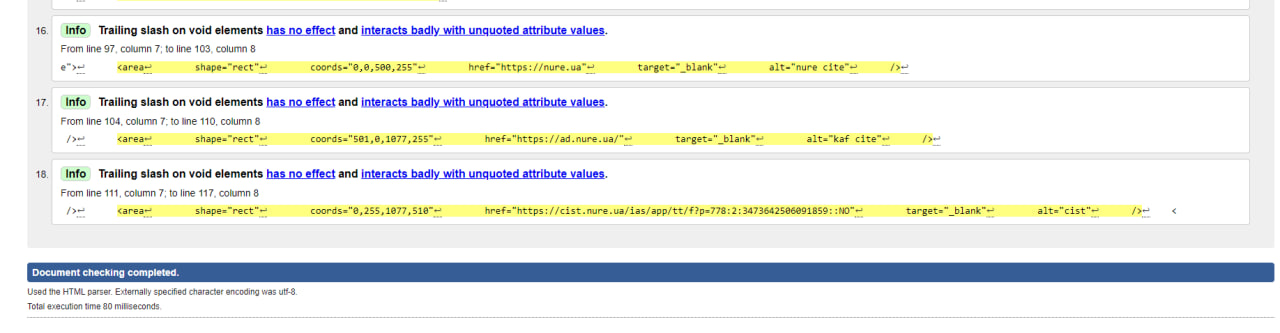 16. Info Trailing slash on void elements has no effect and interacts badly with unquoted attribute values.
From line 97, column 7; to line 103, column 8
e">↩ <area↩ shape="rect"↩ coords="0,0,500,255"↩ href="https://nure.ua"↩ target="_blank"↩ alt="nure cite"↩ />↩
17. Info Trailing slash on void elements has no effect and interacts badly with unquoted attribute values.
From line 104, column 7; to line 110, column 8
/>↩ <area↩ shape="rect"↩ coords="501,0,1077,255"↩ href="https://ad.nure.ua/"↩ target="_blank"↩ alt="kaf cite"↩ />↩
18. Info Trailing slash on void elements has no effect and interacts badly with unquoted attribute values.
From line 111, column 7; to line 117, column 8
/>↩ <area↩ shape="rect"↩ coords="0,255,1077,510"↩ href="https://cist.nure.ua/ias/app/tt/f?p=778:2:3473642506091859::NO"↩ target="_blank"↩ alt="cist"↩ />↩ <
Document checking completed.
Used the HTML parser. Externally specified character encoding was utf-8.
Total execution time 80 milliseconds.